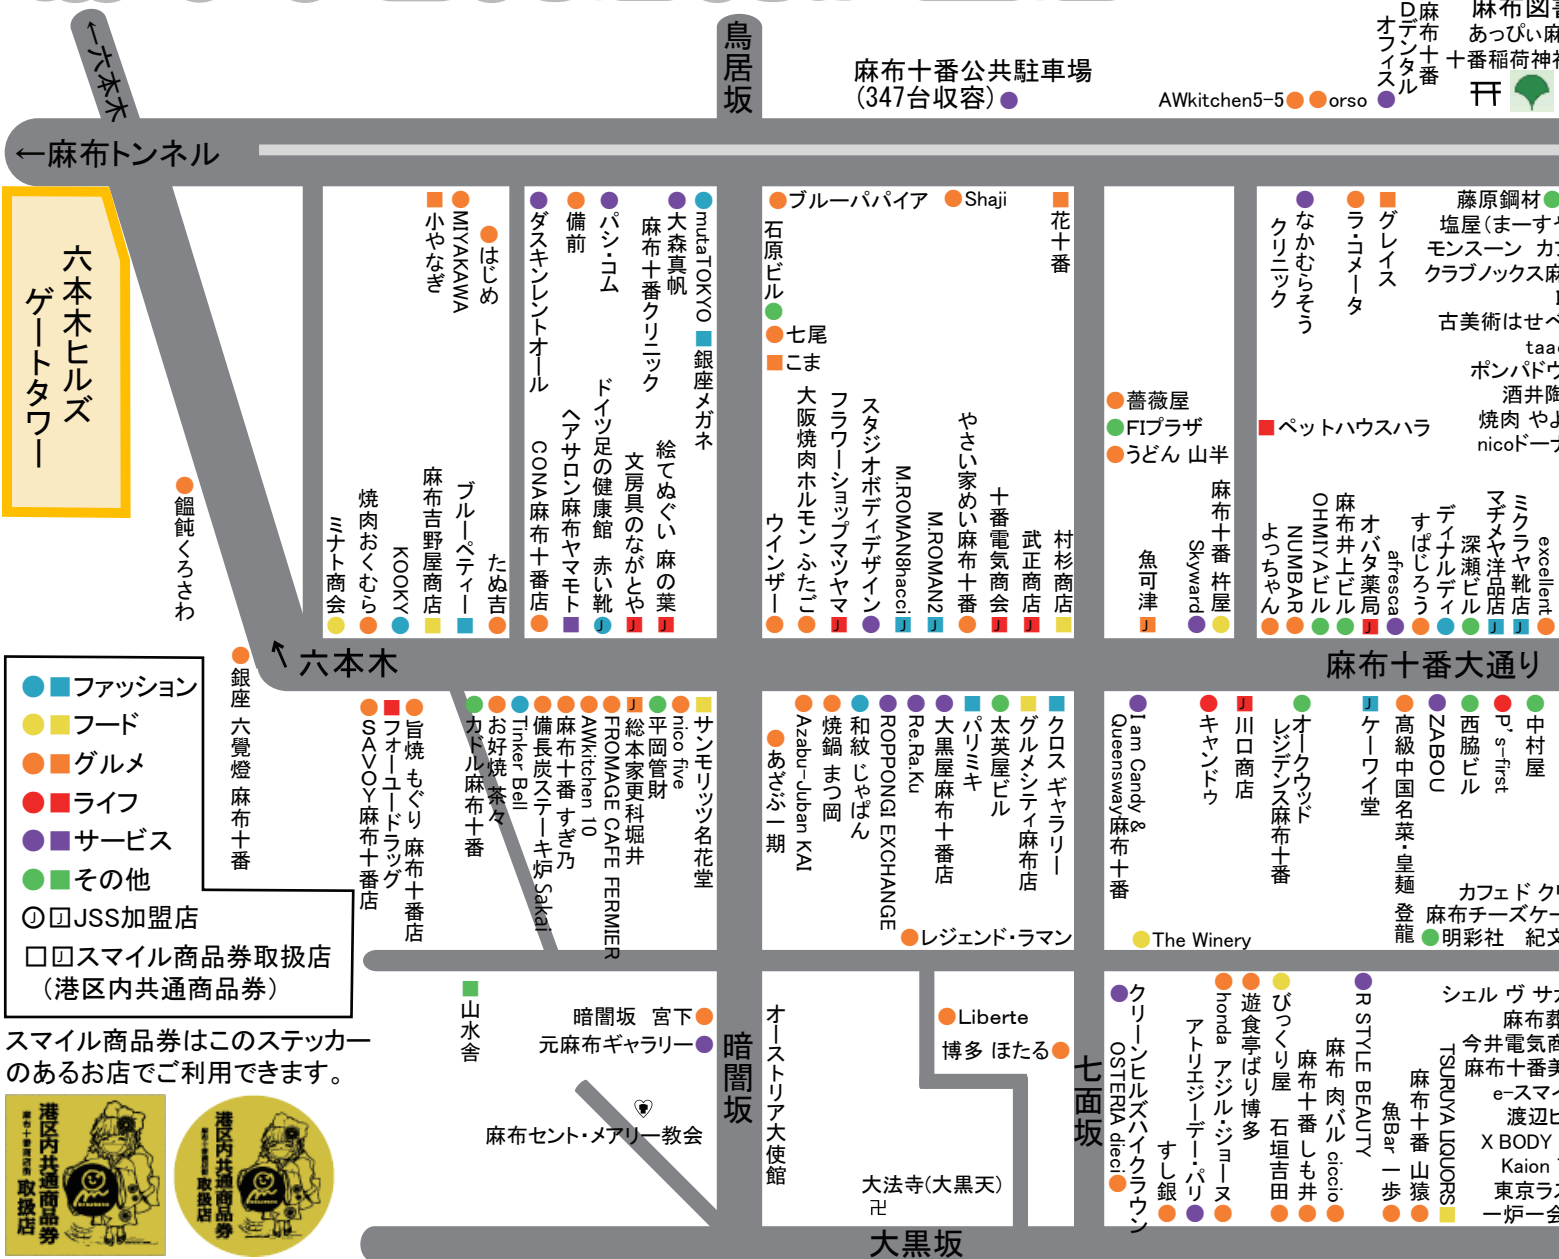 ←六本木
鳥居坂
麻布十番公共駐車場
(347台収容)
AWkitchen5-5
orso
麻布十番
Dデンタル
オフィス
あっぴぃ麻
十番稲荷神社
←麻布トンネル
六本木ヒルズ
ゲートタワー
小やなぎ
MIYAKAWA
はじめ
ダスキンレントオール
備前
パシ・コム
麻布十番クリニック
大森真帆
mutaTOKYO
銀座メガネ
ブルーパパイア
Shaji
花十番
石原ビル
七尾
こま
なかむらそう
クリニック
ラ・コメータ
グレイス
藤原鋼材
塩屋(まーすや
モンスーン カフ
クラブノックス麻
古美術はせべ
taa
ポンパドウ
酒井陶
焼肉 やよ
nicoドーナ
薔薇屋
FIプラザ
うどん 山半
ペットハウスハラ
饂飩くろさわ
ミナト商会
焼肉おくむら
KOOKY
麻布吉野屋商店
ブルーペティー
たぬ吉
CONA麻布十番店
ヘアサロン麻布ヤマモト
ドイツ足の健康館 赤い靴
文房具のながとや
絵てぬぐい 麻の葉
ウインザー
大阪焼肉ホルモン ふたご
フラワーショップマツヤマ
スタジオボディデザイン
M.ROMAN8hacci
M.ROMAN2
やさい家めい麻布十番
十番電気商会
武正商店
村杉商店
魚可津
Skyward
麻布十番 杵屋
よっちゃん
NUMBAR
OHMIYAビル
麻布井上ビル
オバタ薬局
afresca
すぱじろう
ディナルディ
深瀬ビル
マヂメヤ洋品店
ミクラヤ靴店
excellent
↖六本木
麻布十番大通り
ファッション
フード
グルメ
ライフ
サービス
その他
JSS加盟店
スマイル商品券取扱店
(港区内共通商品券)
銀座 六覺燈 麻布十番
SAVOY麻布十番店
フォーユードラッグ
旨焼 もぐり 麻布十番店
カドル麻布十番
お好焼 茶々
Tinker Bell
備長炭ステーキ炉 Sakai
麻布十番 すぎ乃
AWkitchen 10
FROMAGE CAFE FERMIER
総本家更科堀井
平岡管財
nico five
サンモリッツ名花堂
あざぶ一期
Azabu-Juban KAI
焼鍋 まつ岡
和紋 じゃぱん
ROPPONGI EXCHANGE
Re.Ra.Ku
大黒屋麻布十番店
パリミキ
太英屋ビル
グルメシティ麻布店
クロス ギャラリー
レジェンド・ラマン
I am Candy &
Queensway麻布十番
キャンドゥ
川口商店
オークウッド
レジデンス麻布十番
ケーワイ堂
高級中国名菜・皇麺 登龍
ZABOU
西脇ビル
P's-first
中村屋
The Winery
カフェド クリ
麻布チーズケー
明彩社 紀文
山水舎
暗闇坂 宮下
元麻布ギャラリー
麻布セント・メアリー教会
暗闇坂
オーストリア大使館
Liberte
博多 ほたる
大法寺(大黒天)
卍
七面坂
クリーンヒルズハイクラウン
OSTERIA dieci
すし銀
アトリエジーデー・パリ
honda アジル・ジョーヌ
遊食亭ばり博多
びっくり屋 石垣吉田
麻布十番 しも井
麻布 肉バル ciccio
R STYLE BEAUTY
魚Bar 一歩
麻布十番 山猿
TSURUYA LIQUORS
シェル ヴ サカ
麻布葬
今井電気商
麻布十番美
e-スマイ
渡辺ビ
X BODY
Kaion
東京ラス
一炉一会
大黒坂
スマイル商品券はこのステッカー
のあるお店でご利用できます。
港区内共通商品券
麻布十番商店街 取扱店
港区内共通商品券
麻布十番商店街 取扱店